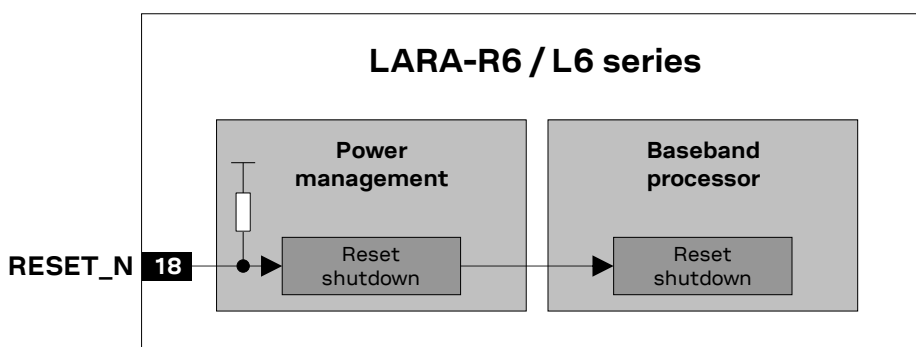 LARA-R6 / L6 series
Power
management
Baseband
processor
RESET_N
18
Reset
shutdown
Reset
shutdown